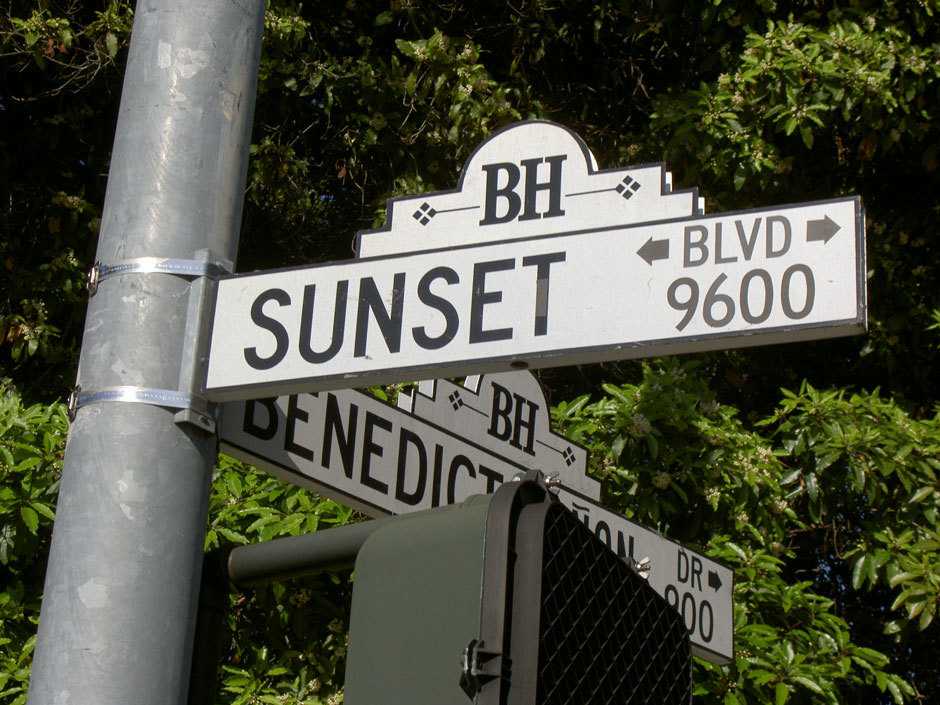 BH
SUNSET BLVD
9600
BH
BENEDICT DR